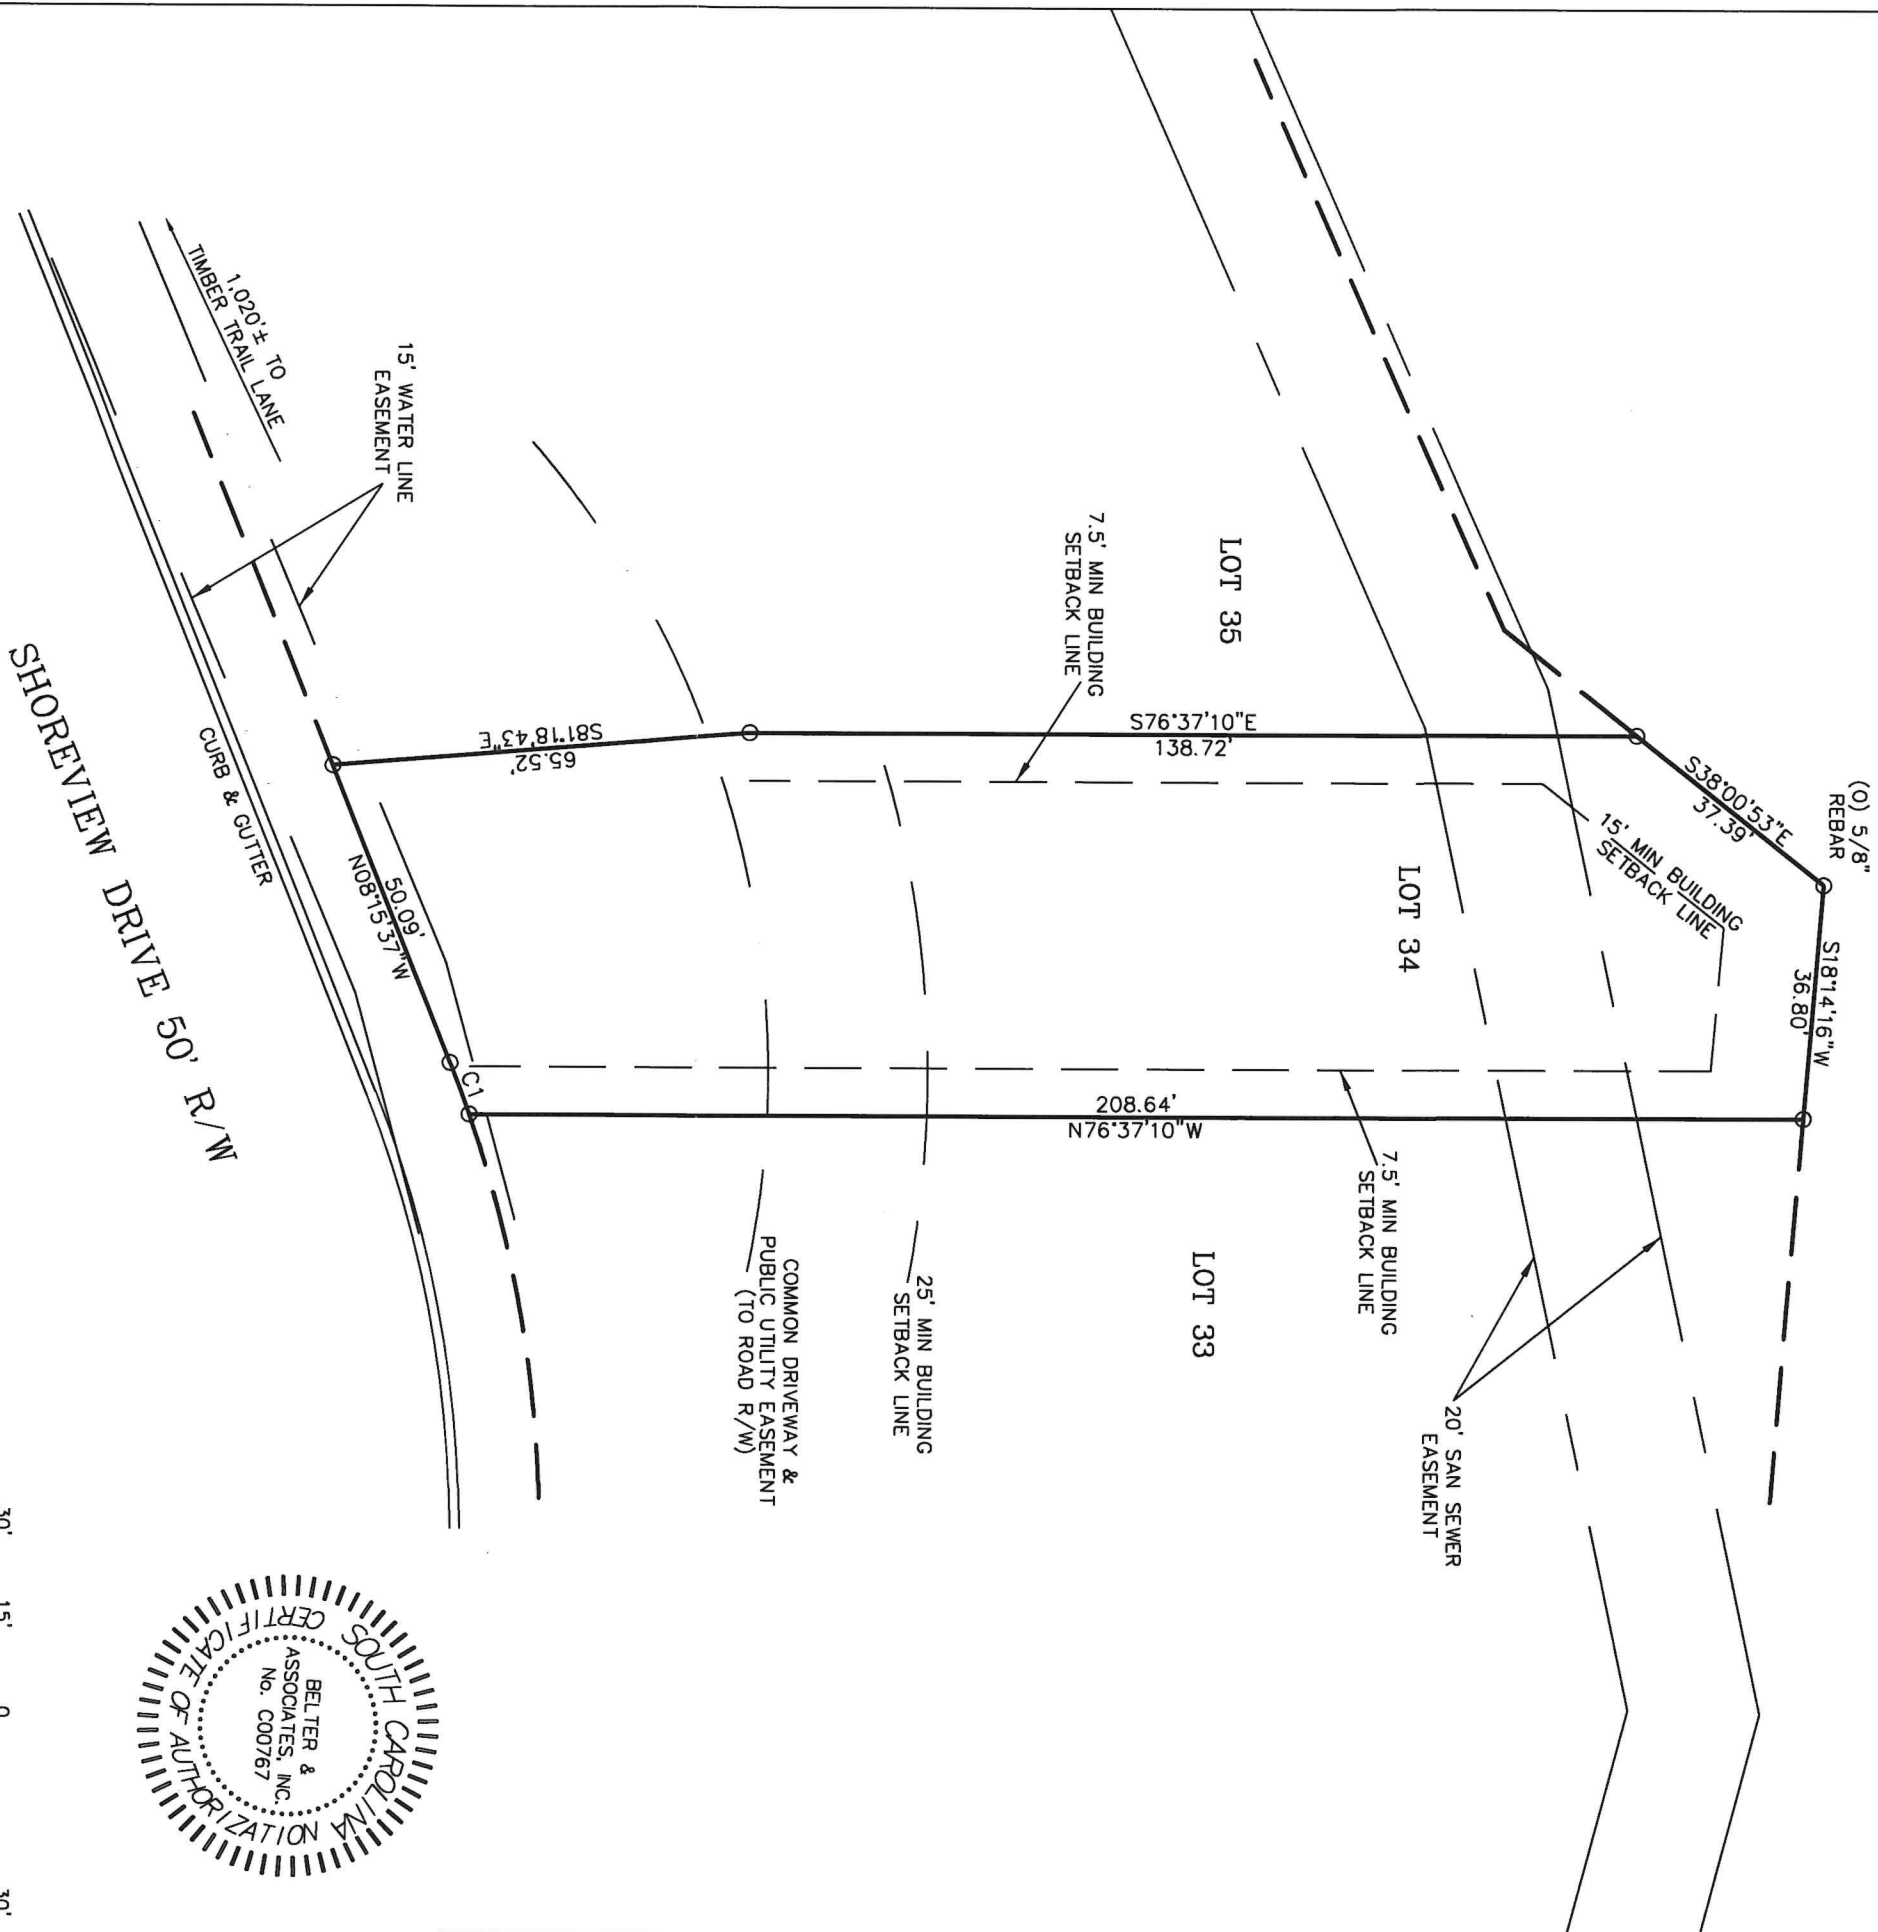 (O) 5/8"
REBAR
S38°00'53"E
37.39'
S18°14'16"W
36.80'
15' MIN BUILDING
SETBACK LINE
LOT 34
20' SAN SEWER
EASEMENT
7.5' MIN BUILDING
SETBACK LINE
LOT 35
LOT 33
S76°37'10"E
138.72'
208.64'
N76°37'10"W
7.5' MIN BUILDING
SETBACK LINE
25' MIN BUILDING
SETBACK LINE
COMMON DRIVEWAY &
PUBLIC UTILITY EASEMENT
(TO ROAD R/W)
S81°18'43"E
65.52'
C1
50.09'
N08°15'37"W
15' WATER LINE
EASEMENT
1,020'± TO
TIMBER TRAIL LANE
CURB & GUTTER
SHOREVIEW DRIVE 50' R/W
SOUTH CAROLINA
BELTER &
ASSOCIATES, INC.
No. C00767
CERTIFICATE OF AUTHORIZATION
30' 15' 0 30'